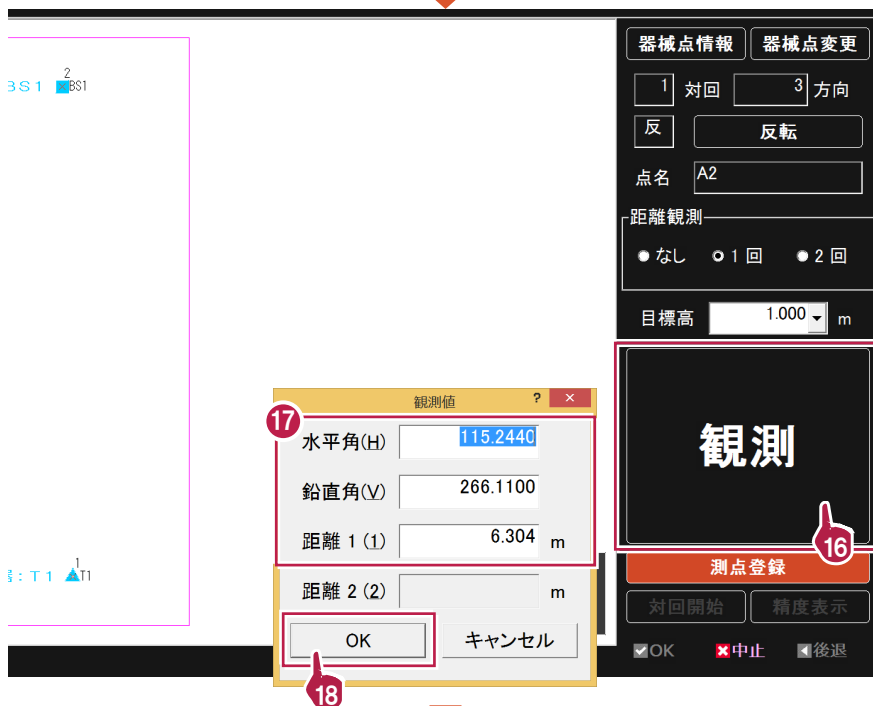 器械点情報 器械点変更
1 対回 3 方向
反 反転
点名 A2
距離観測
なし 1 回 2 回
目標高 1.000 m
観測
16
測点登録
対回開始 精度表示
OK 中止 後退
2
BS1 BS1
1
: T1 T1
観測値 ? ×
17
水平角(H) 115.2440
鉛直角(V) 266.1100
距離 1 (1) 6.304 m
距離 2 (2) m
OK キャンセル
18